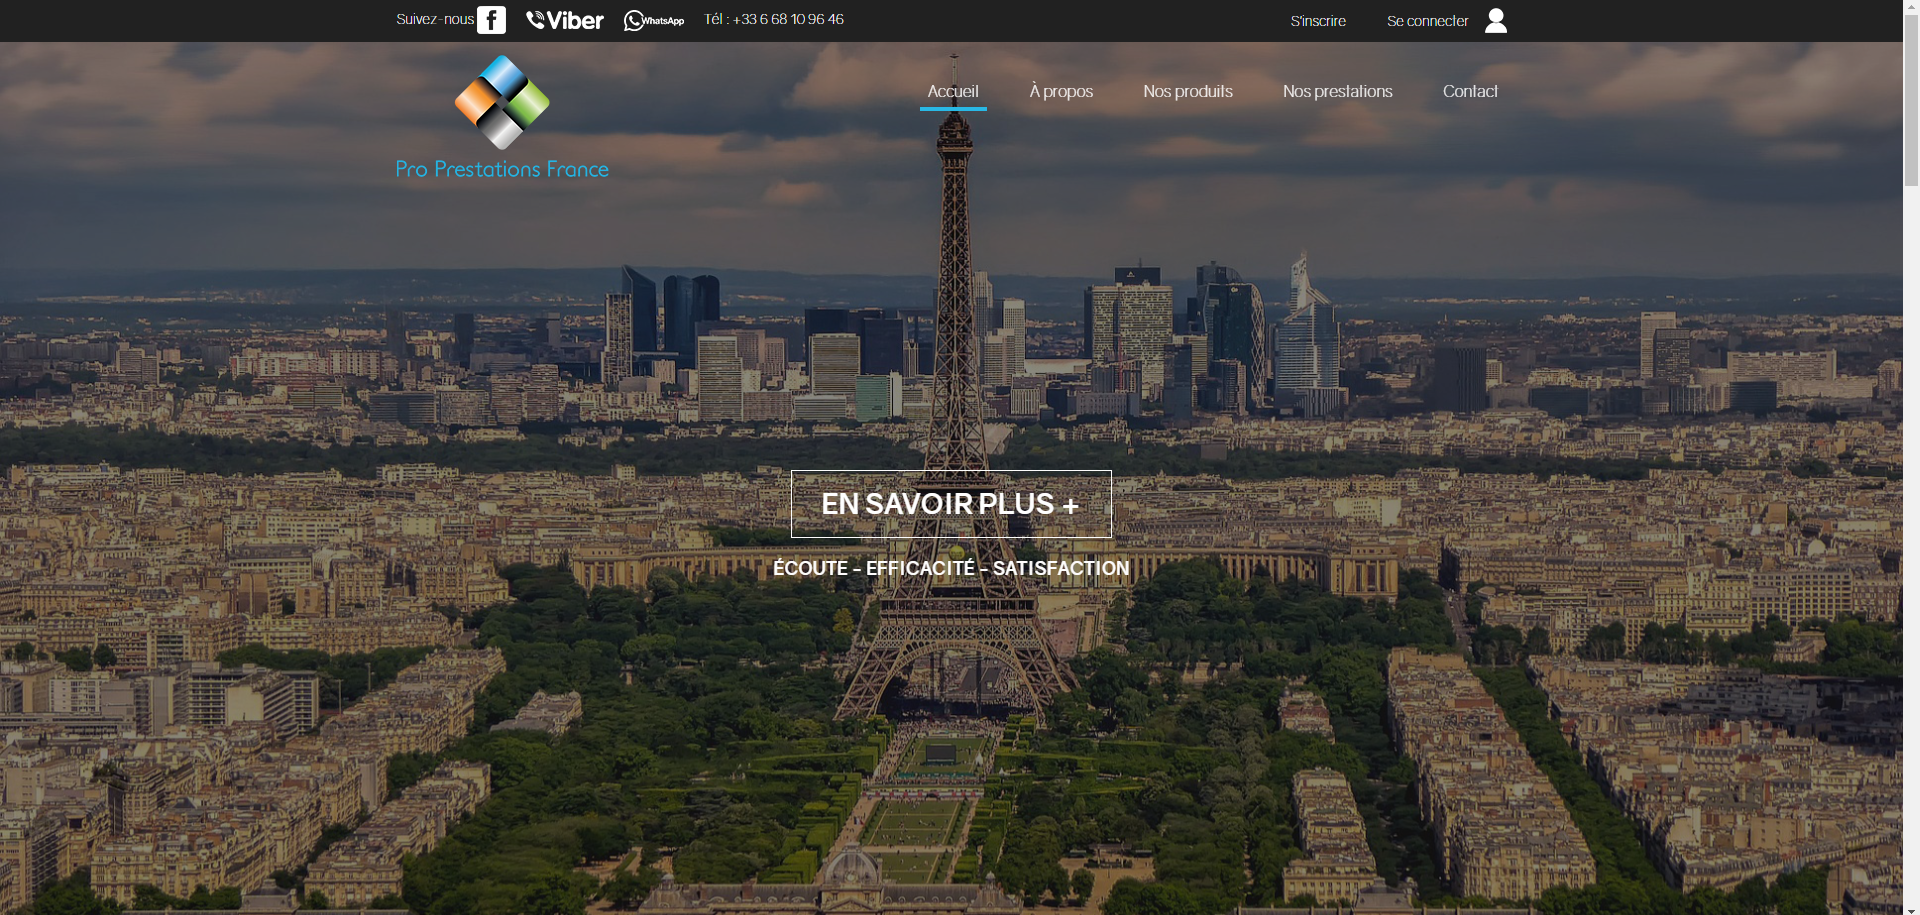 Suivez-nous
Viber
WhatsApp
Tél : +33 6 68 10 96 46
S'inscrire
Se connecter
Pro Prestations France
Accueil
À propos
Nos produits
Nos prestations
Contact
EN SAVOIR PLUS +
ÉCOUTE - EFFICACITÉ - SATISFACTION